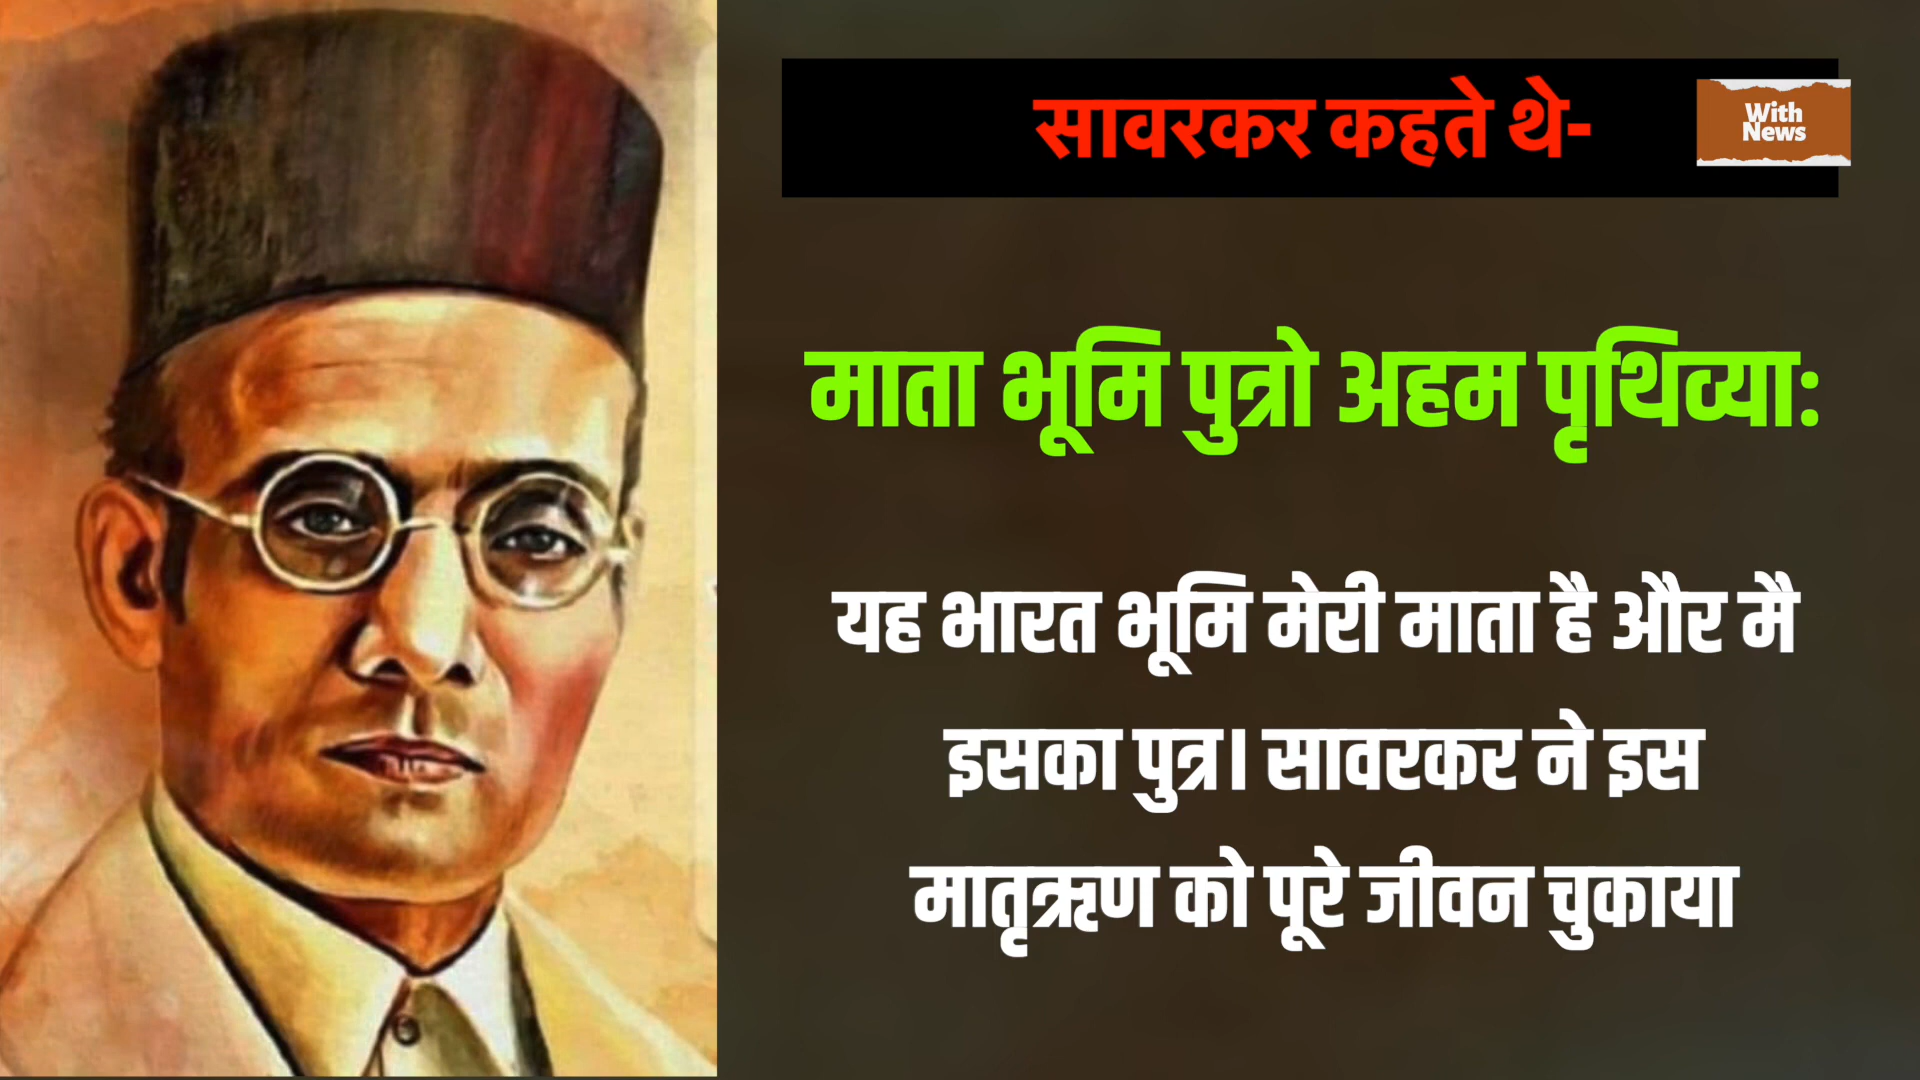 सावरकर कहते थे-
With
News
माता भूमि पुत्रो अहम पृथिव्या:
यह भारत भूमि मेरी माता है और मै
इसका पुत्र। सावरकर ने इस
मातृऋण को पूरे जीवन चुकाया